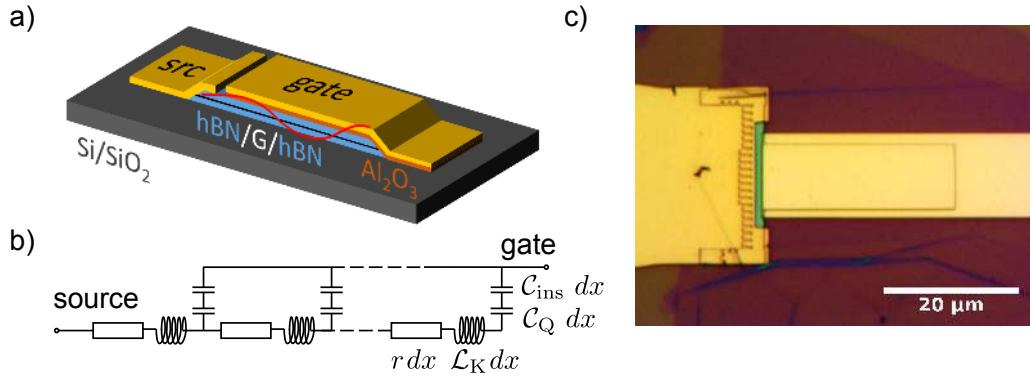 a)
src
gate
hBN/G/hBN
Al₂O₃
Si/SiO₂
b)
gate
source
𝒞ins dx
𝒞Q dx
r dx
ℒK dx
c)
20 µm